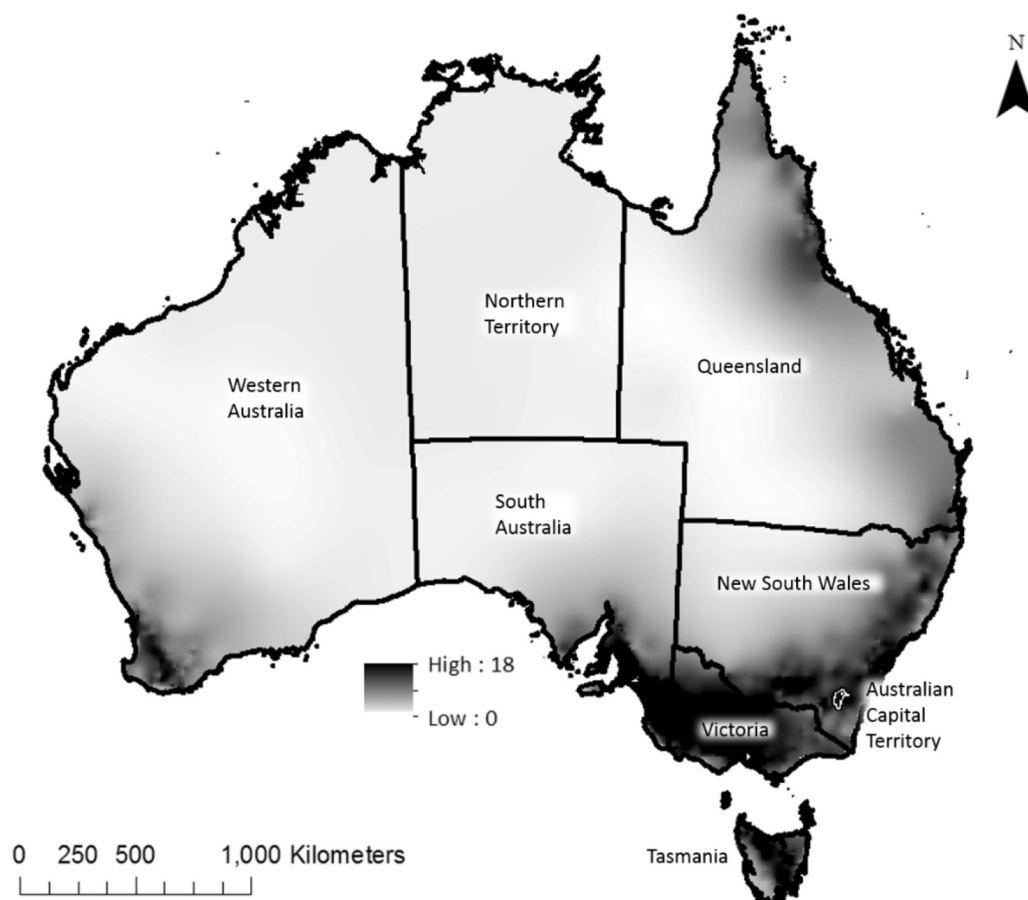 N
Northern
Territory
Queensland
Western
Australia
South
Australia
New South Wales
High : 18
Low : 0
Australian
Capital
Territory
Victoria
Tasmania
0 250 500 1,000 Kilometers